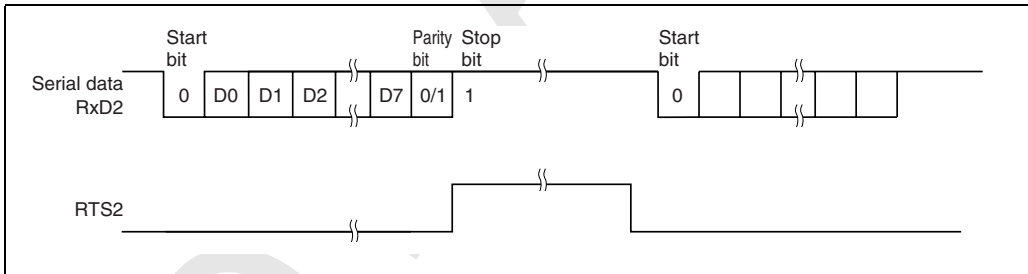 Start bit
Parity bit
Stop bit
Start bit
Serial data RxD2
0 D0 D1 D2 D7 0/1 1 0
RTS2